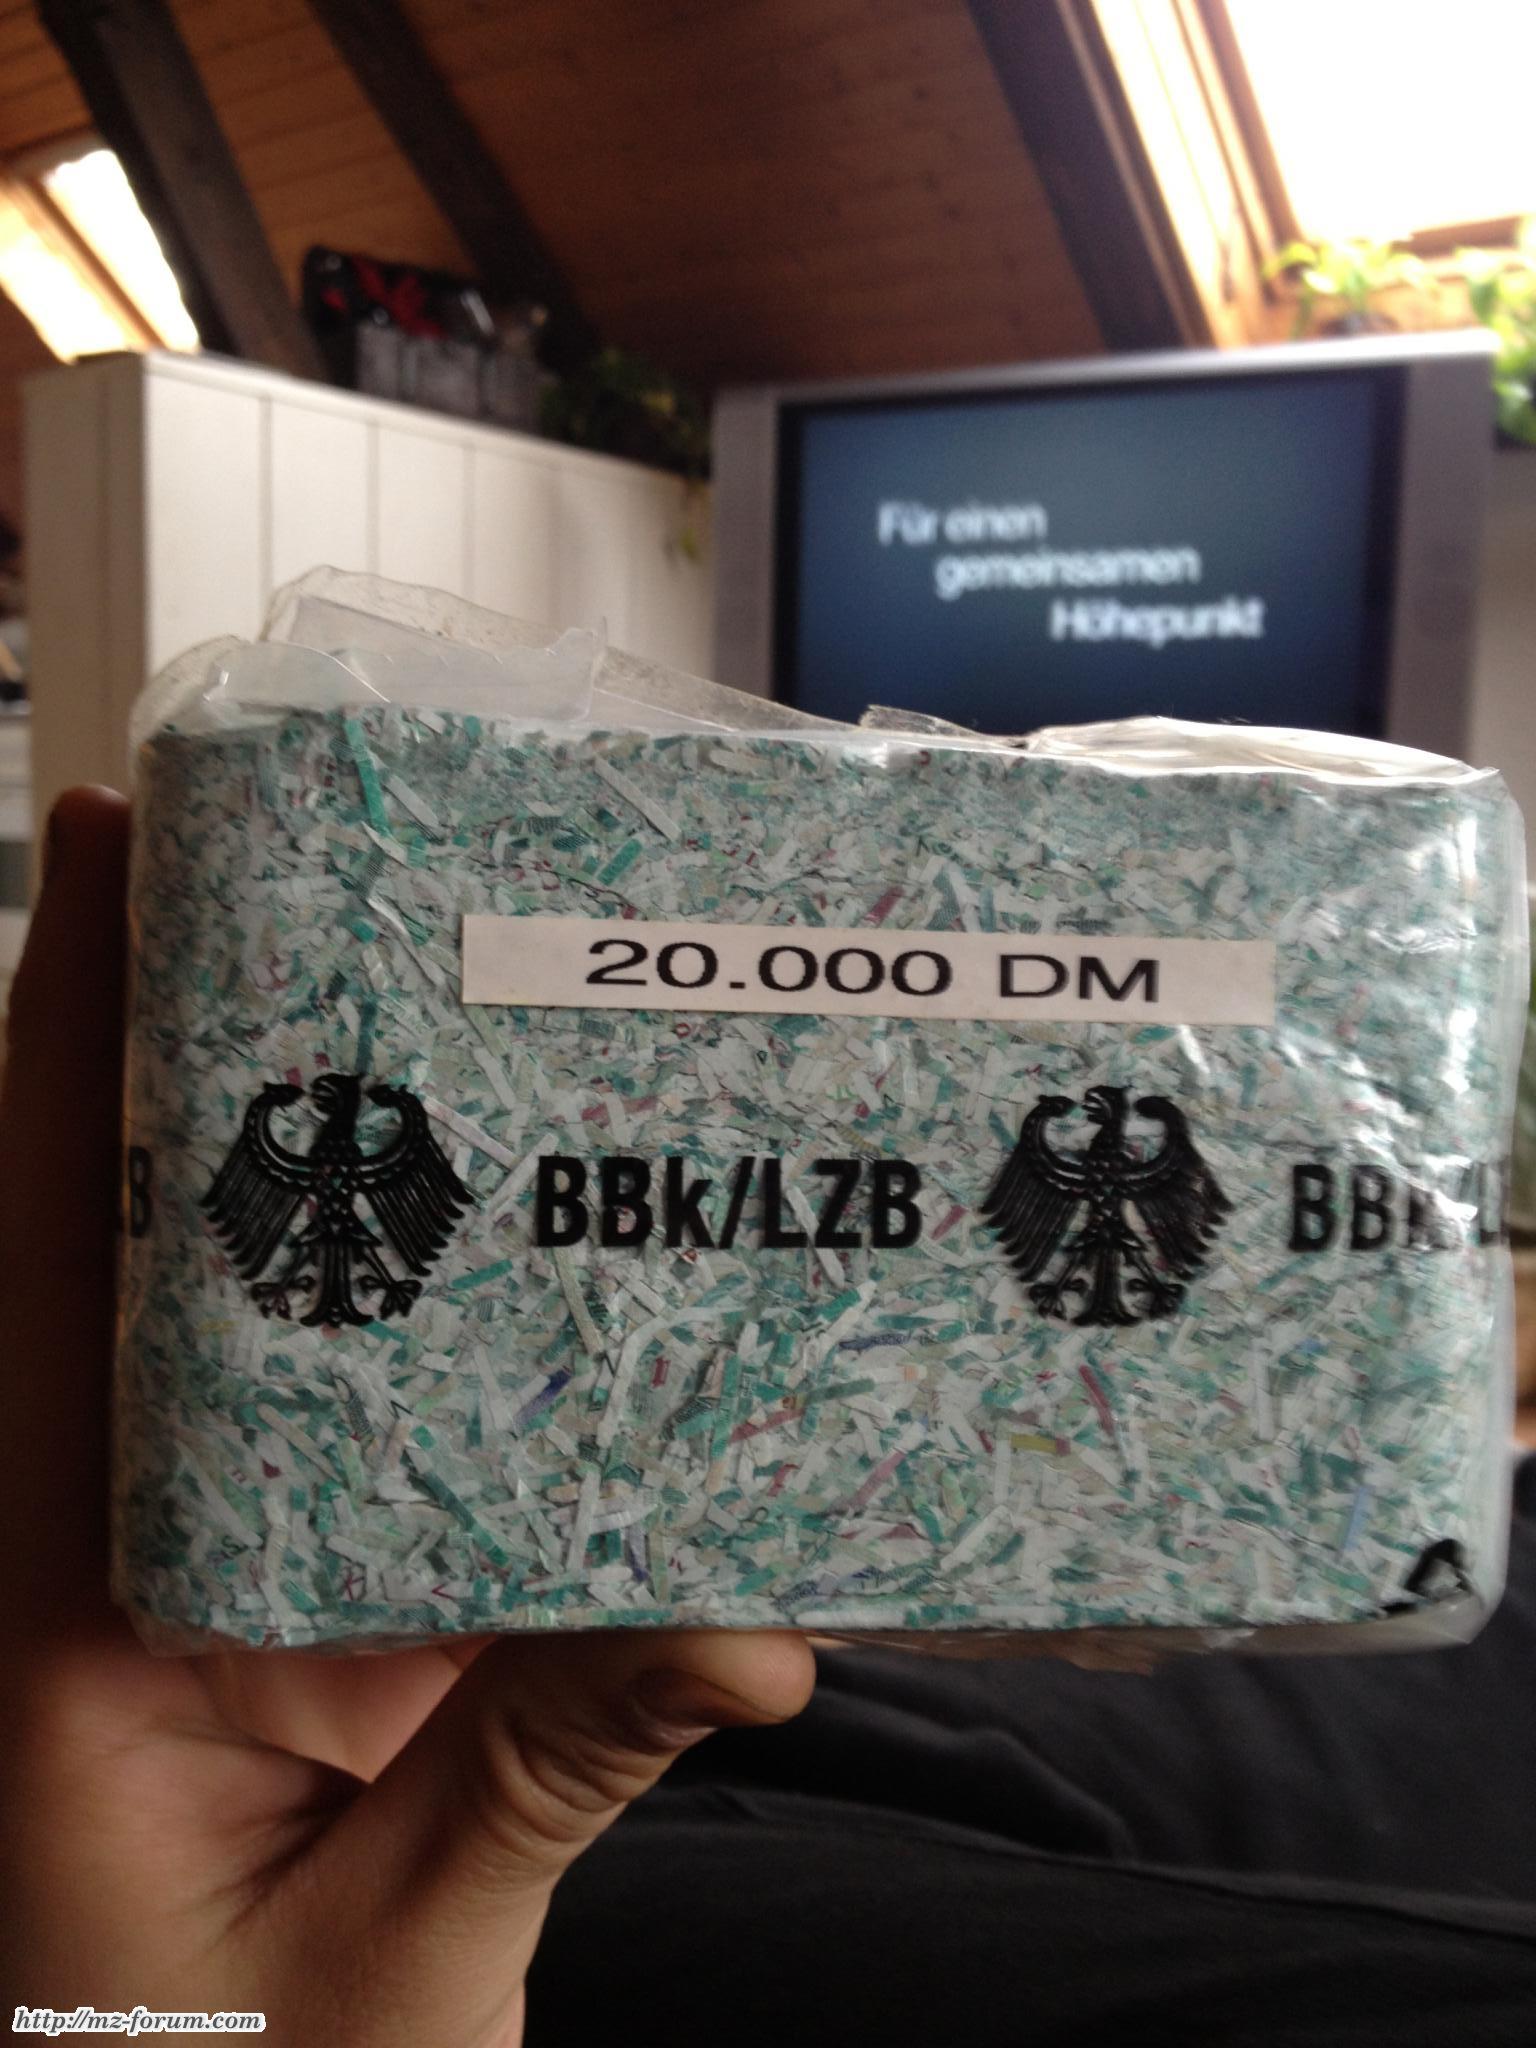 Für einen
gemeinsamen
Höhepunkt
20.000 DM
BBk/LZB
http://mz-forum.com